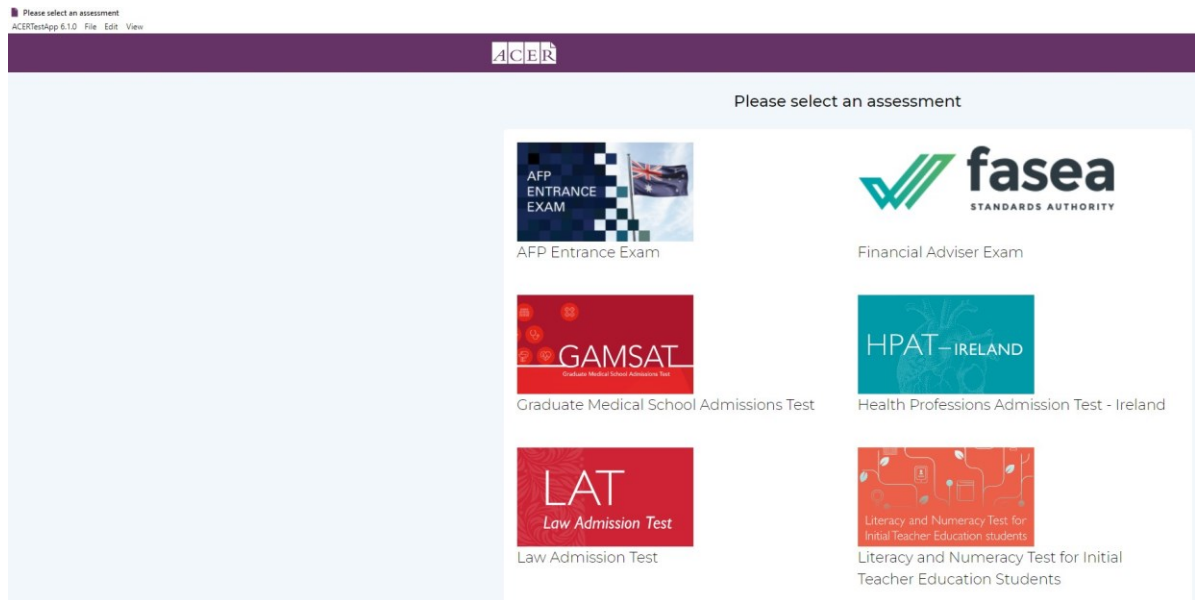 Please select an assessment
ACERTestApp 6.1.0 File Edit View
ACER
Please select an assessment
AFP
ENTRANCE
EXAM
AFP Entrance Exam
fasea
STANDARDS AUTHORITY
Financial Adviser Exam
GAMSAT
Graduate Medical School Admissions Test
Graduate Medical School Admissions Test
HPAT–IRELAND
Health Professions Admission Test - Ireland
LAT
Law Admission Test
Law Admission Test
Literacy and Numeracy Test for
Initial Teacher Education students
Literacy and Numeracy Test for Initial
Teacher Education Students